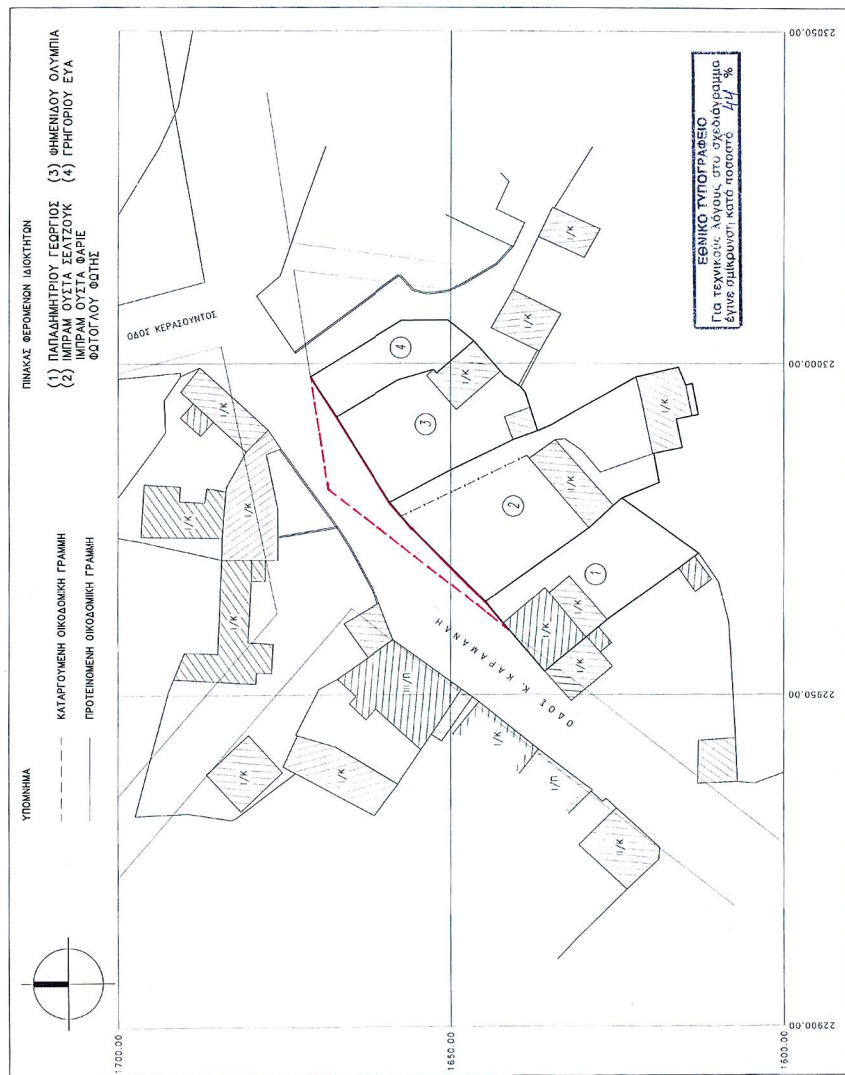 ΥΠΟΜΝΗΜΑ
ΚΑΤΑΡΓΟΥΜΕΝΗ ΟΙΚΟΔΟΜΙΚΗ ΓΡΑΜΜΗ
ΠΡΟΤΕΙΝΟΜΕΝΗ ΟΙΚΟΔΟΜΙΚΗ ΓΡΑΜΜΗ
ΠΙΝΑΚΑΣ ΦΕΡΟΜΕΝΩΝ ΙΔΙΟΚΤΗΤΩΝ
(1) ΠΑΠΑΔΗΜΗΤΡΙΟΥ ΓΕΩΡΓΙΟΣ
(2) ΙΜΠΡΑΜ ΟΥΣΤΑ ΣΕΛΤΖΟΥΚ
ΙΜΠΡΑΜ ΟΥΣΤΑ ΦΑΡΙΕ
ΦΩΤΟΓΛΟΥ ΦΩΤΗΣ
(3) ΦΗΜΕΝΙΔΟΥ ΟΛΥΜΠΙΑ
(4) ΓΡΗΓΟΡΙΟΥ ΕΥΑ
1700.00
1650.00
1600.00
22900.00
22950.00
23000.00
23050.00
ΟΔΟΣ ΚΕΡΑΣΟΥΝΤΟΣ
ΟΔΟΣ Κ. ΚΑΡΑΜΑΝΛΗ
1
2
3
4
I/K
I/K
I/K
I/K
I/K
I/K
III/Π
I/K
I/Π
II/K
I/K
I/K
I/K
I/K
I/K
I/K
I/K
I/K
ΕΘΝΙΚΟ ΤΥΠΟΓΡΑΦΕΙΟ
Για τεχνικούς λόγους στο σχεδιάγραμμα
έγινε σμίκρυνση κατά ποσοστό 44 %